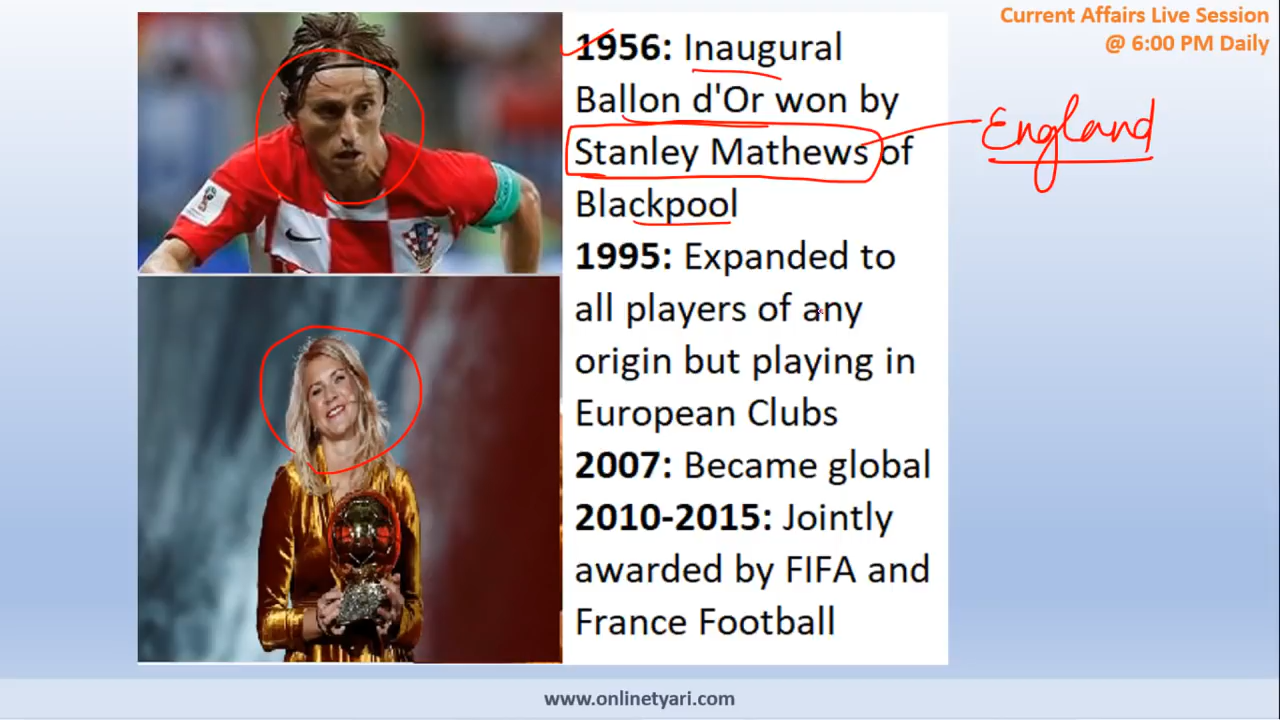 Current Affairs Live Session
@ 6:00 PM Daily
1956: Inaugural
Ballon d'Or won by
Stanley Mathews of
England
Blackpool
1995: Expanded to
all players of any
origin but playing in
European Clubs
2007: Became global
2010-2015: Jointly
awarded by FIFA and
France Football
www.onlinetyari.com